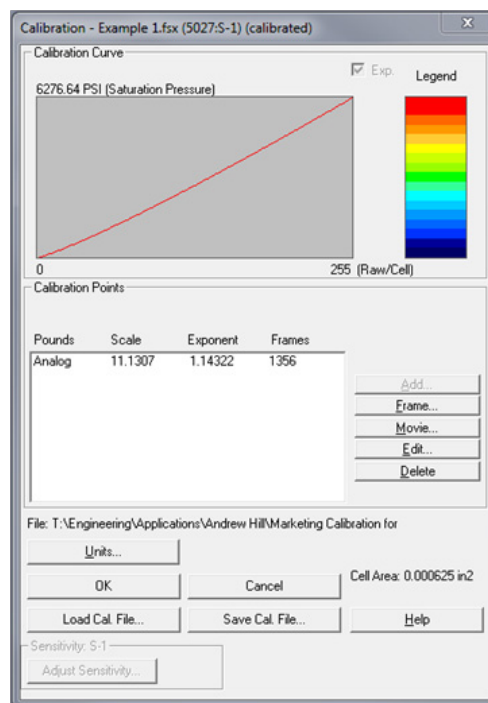 Calibration - Example 1.fsx (5027:S-1) (calibrated)
Calibration Curve
Exp.
Legend
6276.64 PSI (Saturation Pressure)
0
255 (Raw/Cell)
Calibration Points
Pounds Scale Exponent Frames
Analog 11.1307 1.14322 1356
Add...
Frame...
Movie...
Edit...
Delete
File: T:\Engineering\Applications\Andrew Hill\Marketing Calibration for
Units...
OK
Cancel
Cell Area: 0.000625 in2
Load Cal. File...
Save Cal. File...
Help
Sensitivity: S-1
Adjust Sensitivity...